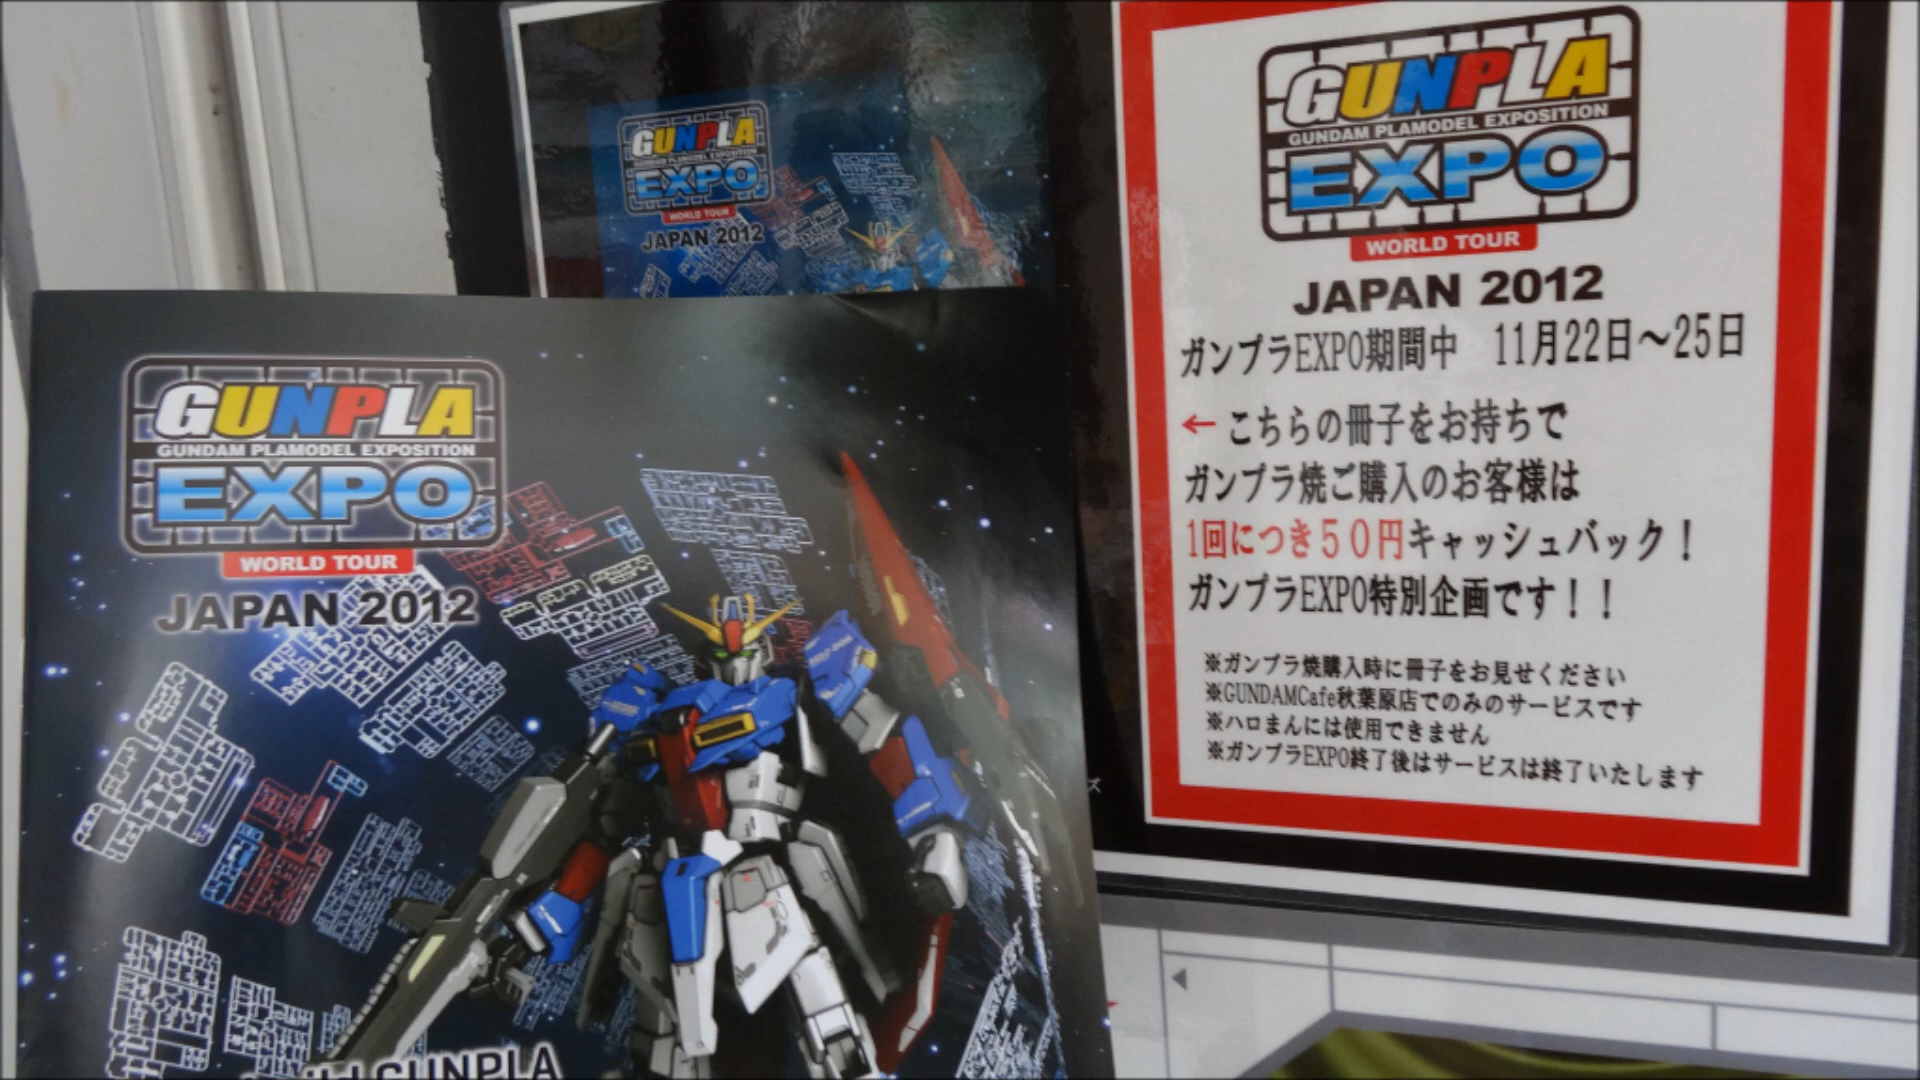 GUNPLA
GUNDAM PLAMODEL EXPOSITION
EXPO
WORLD TOUR
JAPAN 2012
GUNPLA
GUNDAM PLAMODEL EXPOSITION
EXPO
WORLD TOUR
JAPAN 2012
GUNPLA
GUNPLA
GUNDAM PLAMODEL EXPOSITION
EXPO
WORLD TOUR
JAPAN 2012
ガンプラEXPO期間中 11月22日～25日
←こちらの冊子をお持ちで
ガンプラ焼ご購入のお客様は
1回につき５０円キャッシュバック！
ガンプラEXPO特別企画です！！
※ガンプラ焼購入時に冊子をお見せください
※GUNDAMCafe秋葉原店でのみのサービスです
※ハロまんには使用できません
※ガンプラEXPO終了後はサービスは終了いたします
ズ